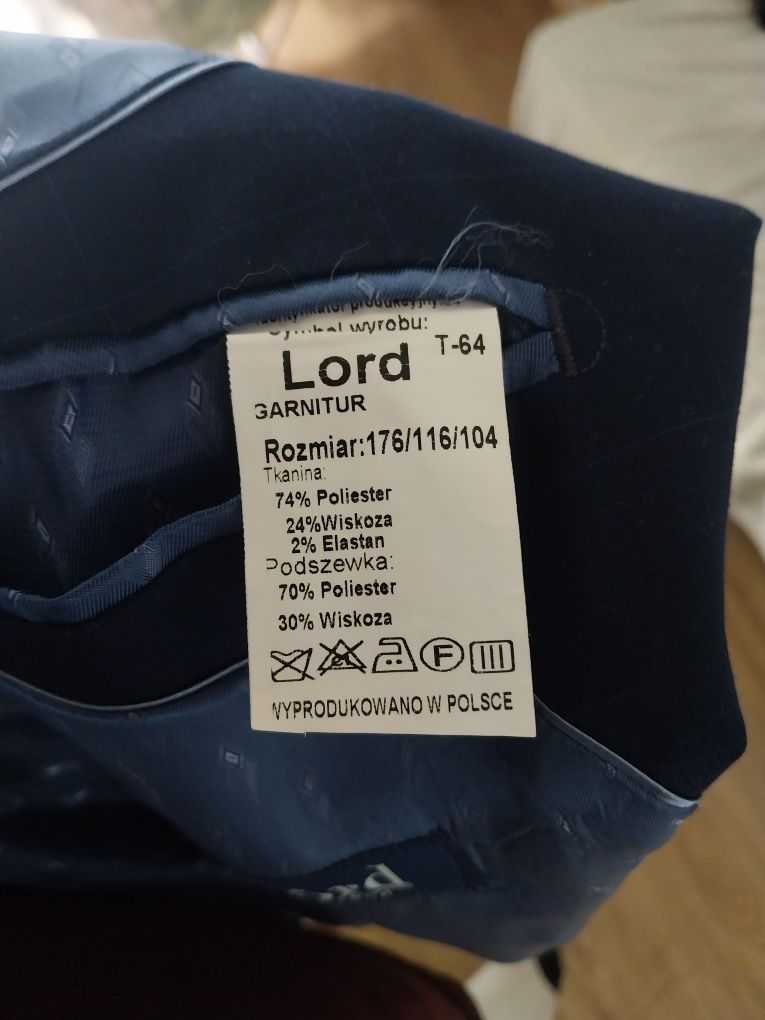 Symbol wyrobu:
Lord T-64
GARNITUR
Rozmiar:176/116/104
Tkanina:
74% Poliester
24%Wiskoza
2% Elastan
Podszewka:
70% Poliester
30% Wiskoza
F
WYPRODUKOWANO W POLSCE